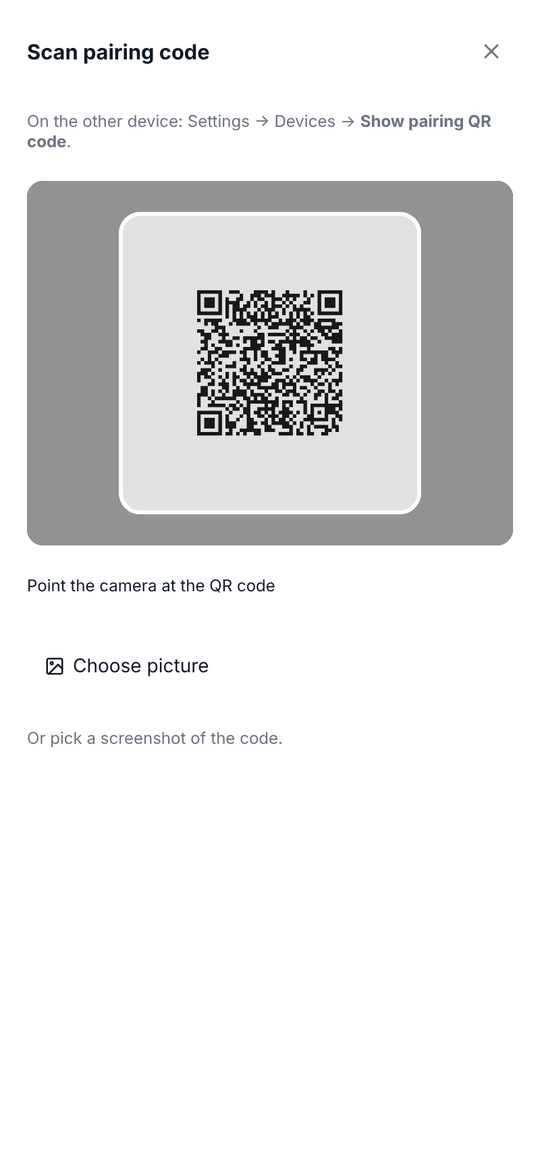 Scan pairing code
On the other device: Settings → Devices → Show pairing QR
code.
Point the camera at the QR code
Choose picture
Or pick a screenshot of the code.